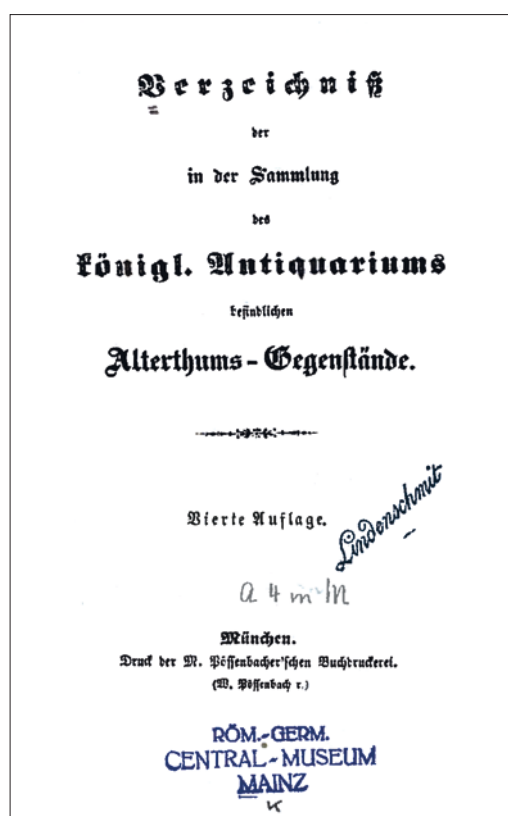 Verzeichniß
der
in der Sammlung
des
königl. Antiquariums
befindlichen
Alterthums-Gegenstände.
Vierte Auflage.
Lindenschmit
a 4 m M
München.
Druck der M. Pössenbacher'schen Buchdruckerei.
(W. Pössenbach r.)
RÖM.-GERM.
CENTRAL-MUSEUM
MAINZ
K